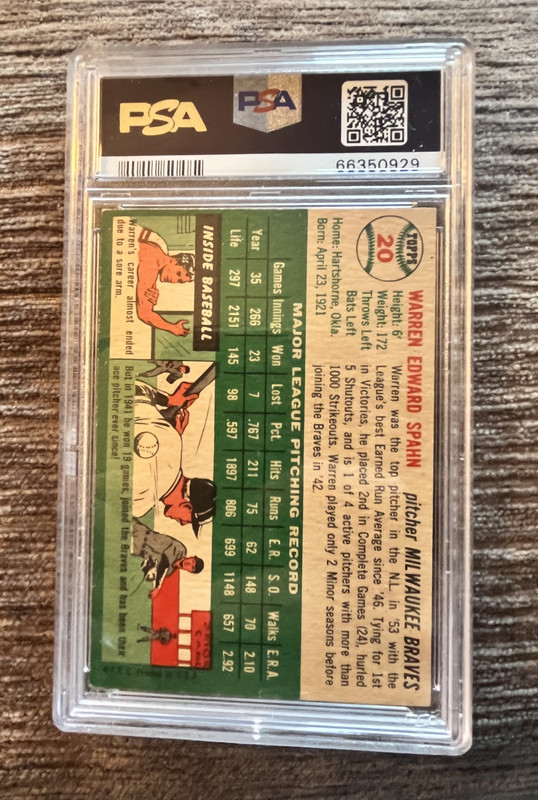 PSA
PSA
66350929
TOPPS
20
WARREN EDWARD SPAHN
pitcher MILWAUKEE BRAVES
Height: 6'
Weight: 172
Throws Left
Bats Left
Home: Hartshorne, Okla.
Born: April 23, 1921
Warren was the top pitcher in the N.L. in '53 with the
League's best Earned Run Average since '46. Tying for 1st
in Victories, he placed 2nd in Complete Games (24), hurled
5 Shutouts, and is 1 of 4 active pitchers with more than
1000 Strikeouts. Warren played only 2 Minor seasons before
joining the Braves in '42.
MAJOR LEAGUE PITCHING RECORD
Games Innings Won Lost Pct. Hits Runs E.R. S.O. Walks E.R.A.
Year 35 266 23 7 .767 211 75 62 148 70 2.10
Life 297 2151 145 98 .597 1897 806 699 1148 657 2.92
INSIDE BASEBALL
Warren's career almost ended
due to a sore arm.
But in 1941 he won 19 games, joined the Braves and has been their
ace pitcher ever since!